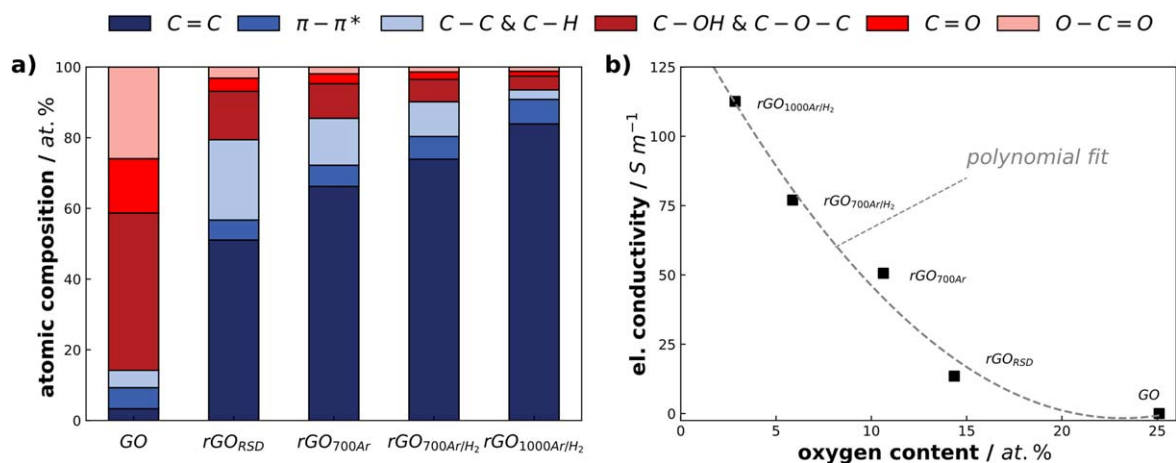 C=C π−π* C−C & C−H C−OH & C−O−C C=O O−C=O
a)
100
80
60
40
20
0
atomic composition / at. %
GO rGO_RSD rGO_700Ar rGO_700Ar/H₂ rGO_1000Ar/H₂
b)
125
100
75
50
25
0
el. conductivity / S m⁻¹
rGO_1000Ar/H₂
polynomial fit
rGO_700Ar/H₂
rGO_700Ar
rGO_RSD
GO
0 5 10 15 20 25
oxygen content / at. %